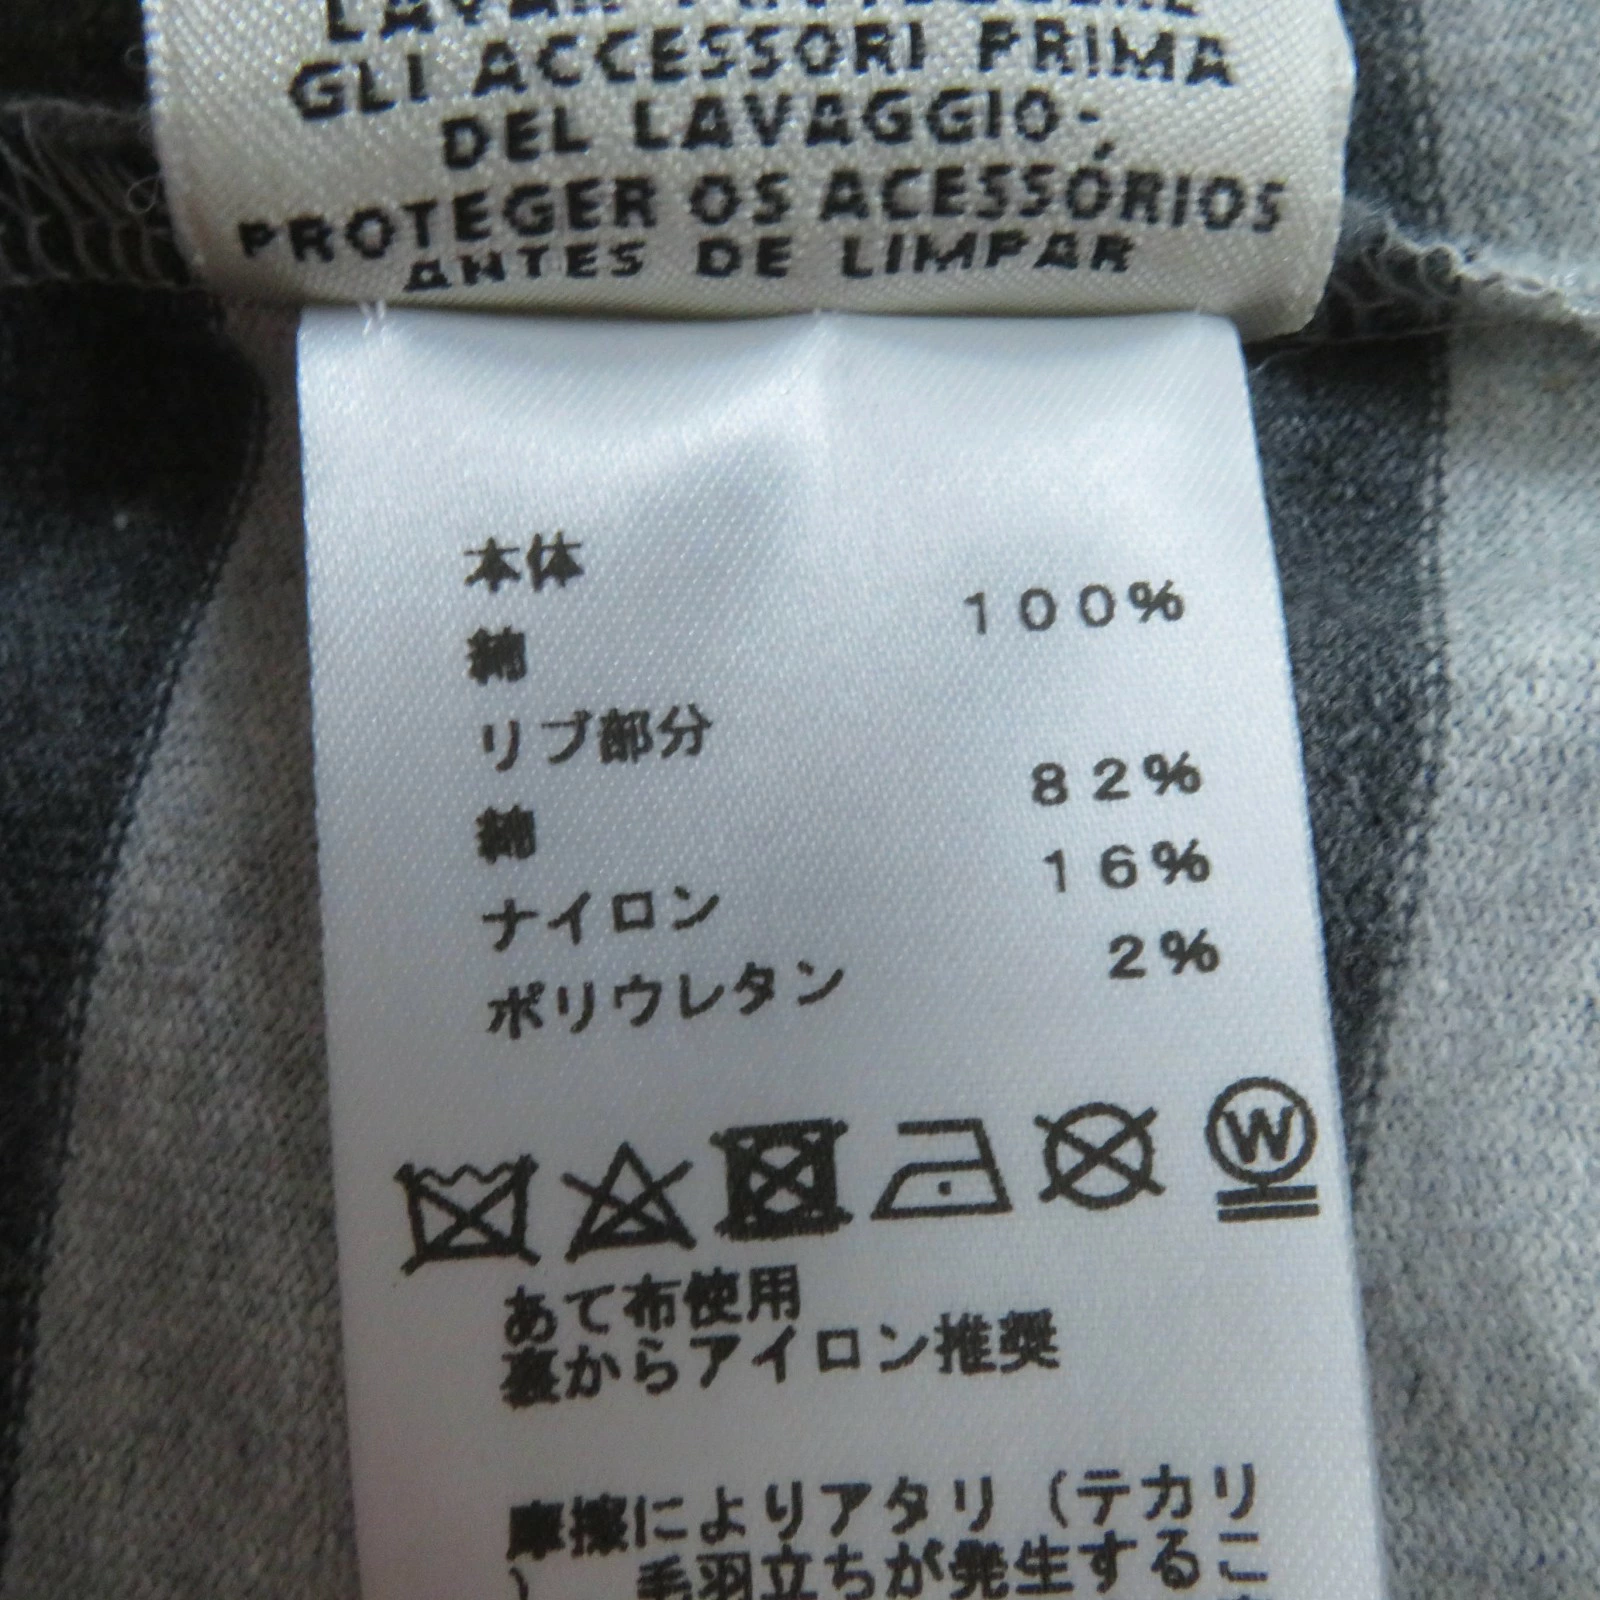 GLI ACCESSORI PRIMA
DEL LAVAGGIO-,
PROTEGER OS ACESSÓRIOS
ANTES DE LIMPAR
本体
綿 100%
リブ部分
綿 82%
ナイロン 16%
ポリウレタン 2%
W
あて布使用
裏からアイロン推奨
摩擦によりアタリ(テカリ
) 毛羽立ちが発生するこ